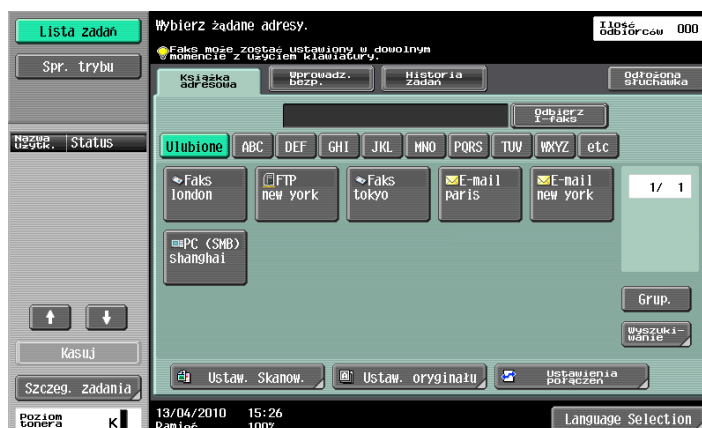 Lista zadań
Spr. trybu
Nazwa użytk.
Status
Kasuj
Szczeg. zadania
Poziom tonera
K
Wybierz żądane adresy.
Faks może zostać ustawiony w dowolnym
momencie z użyciem klawiatury.
Ilość odbiorców
000
Książka adresowa
Wprowadz. bezp.
Historia zadań
Odłożona słuchawka
Odbierz I-faks
Ulubione
ABC
DEF
GHI
JKL
MNO
PQRS
TUV
WXYZ
etc
Faks
london
FTP
new york
Faks
tokyo
E-mail
paris
E-mail
new york
1/ 1
PC (SMB)
shanghai
Grup.
Wyszuki-
wanie
Ustaw. Skanow.
Ustaw. oryginału
Ustawienia połączeń
13/04/2010
15:26
Pamięć
100%
Language Selection